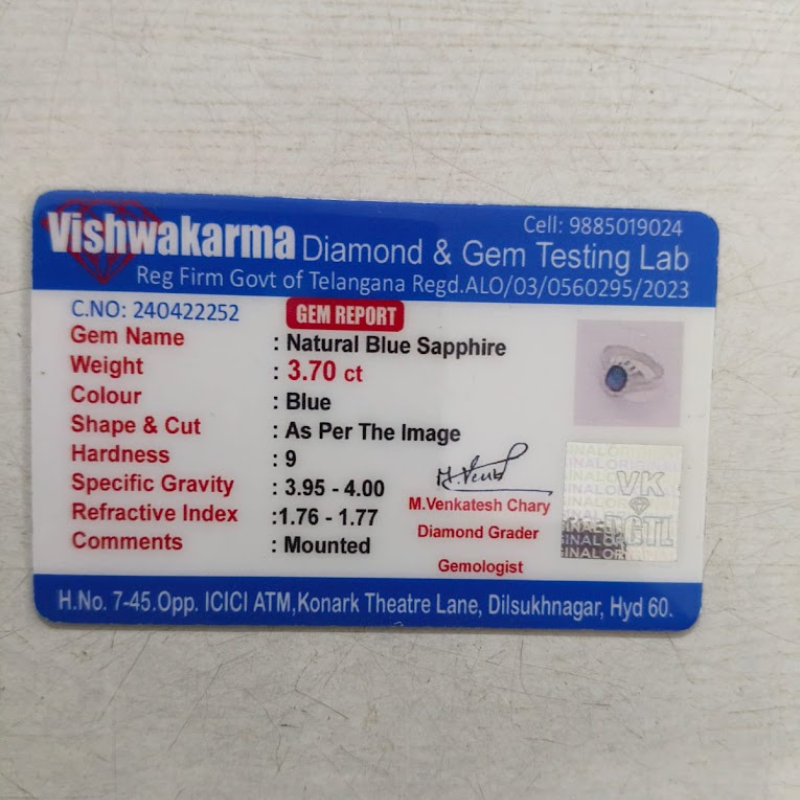 Cell: 9885019024
Vishwakarma Diamond & Gem Testing Lab
Reg Firm Govt of Telangana Regd.ALO/03/0560295/2023
C.NO: 240422252
GEM REPORT
Gem Name : Natural Blue Sapphire
Weight : 3.70 ct
Colour : Blue
Shape & Cut : As Per The Image
Hardness : 9
Specific Gravity : 3.95 - 4.00
Refractive Index :1.76 - 1.77
Comments : Mounted
M.Venkatesh Chary
Diamond Grader
Gemologist
VK
GTL
H.No. 7-45.Opp. ICICI ATM,Konark Theatre Lane, Dilsukhnagar, Hyd 60.